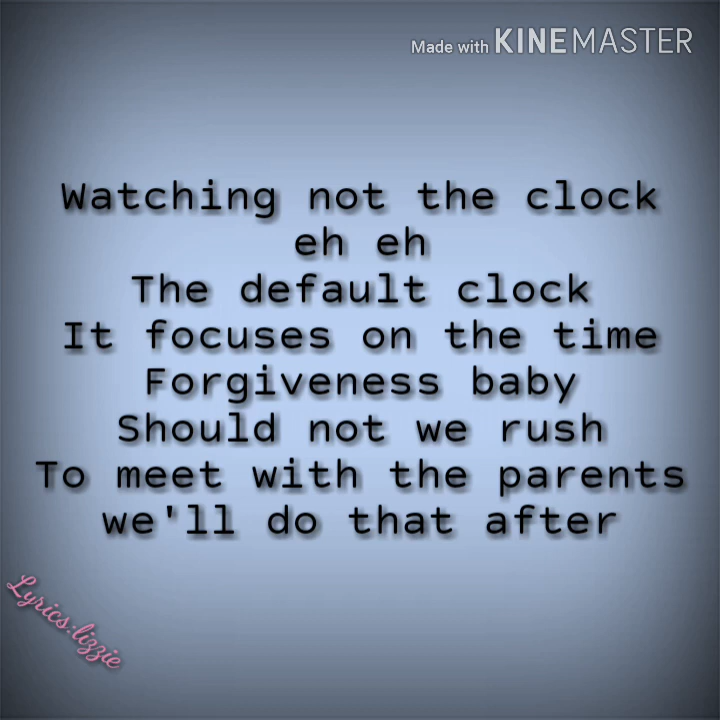 Made with KINEMASTER
Watching not the clock
eh eh
The default clock
It focuses on the time
Forgiveness baby
Should not we rush
To meet with the parents
we'll do that after
Lyrics:lizzie